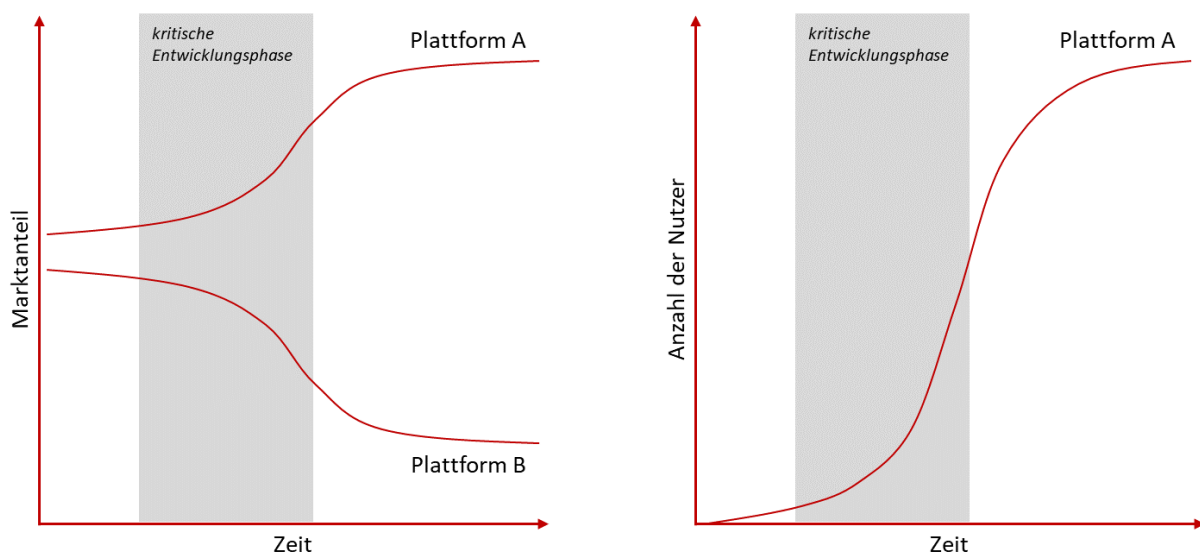 kritische
Entwicklungsphase
Plattform A
Marktanteil
Plattform B
Zeit
kritische
Entwicklungsphase
Plattform A
Anzahl der Nutzer
Zeit